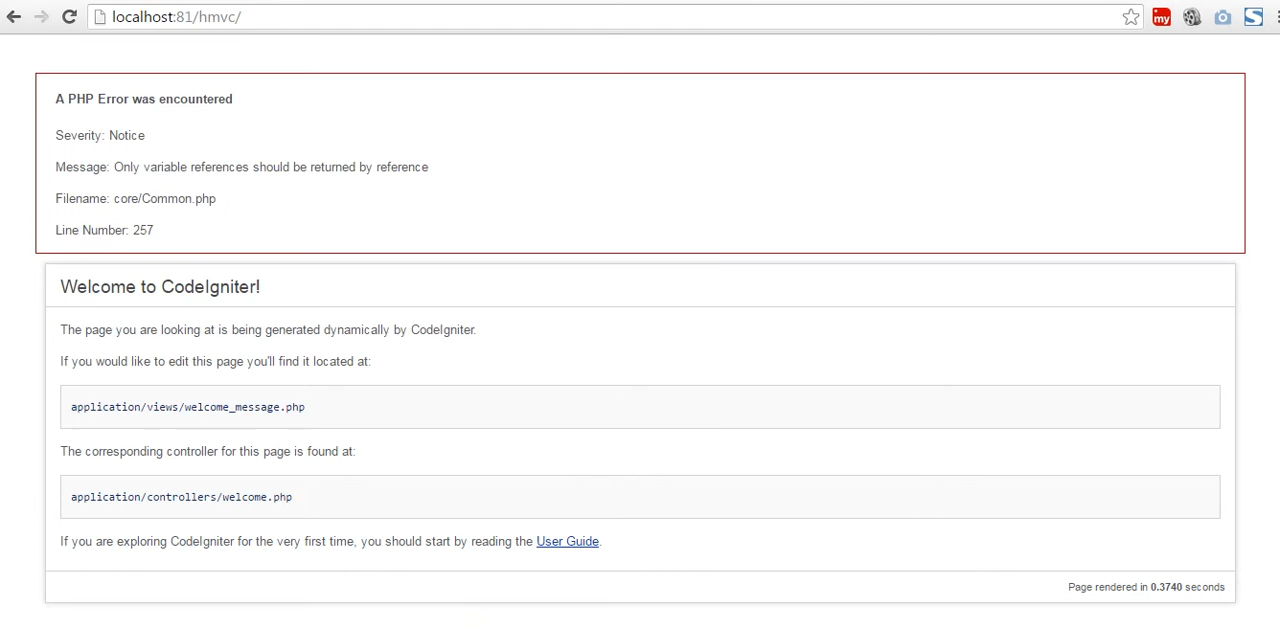 localhost:81/hmvc/
my
S
A PHP Error was encountered
Severity: Notice
Message: Only variable references should be returned by reference
Filename: core/Common.php
Line Number: 257
Welcome to CodeIgniter!
The page you are looking at is being generated dynamically by CodeIgniter.
If you would like to edit this page you'll find it located at:
application/views/welcome_message.php
The corresponding controller for this page is found at:
application/controllers/welcome.php
If you are exploring CodeIgniter for the very first time, you should start by reading the User Guide.
Page rendered in 0.3740 seconds